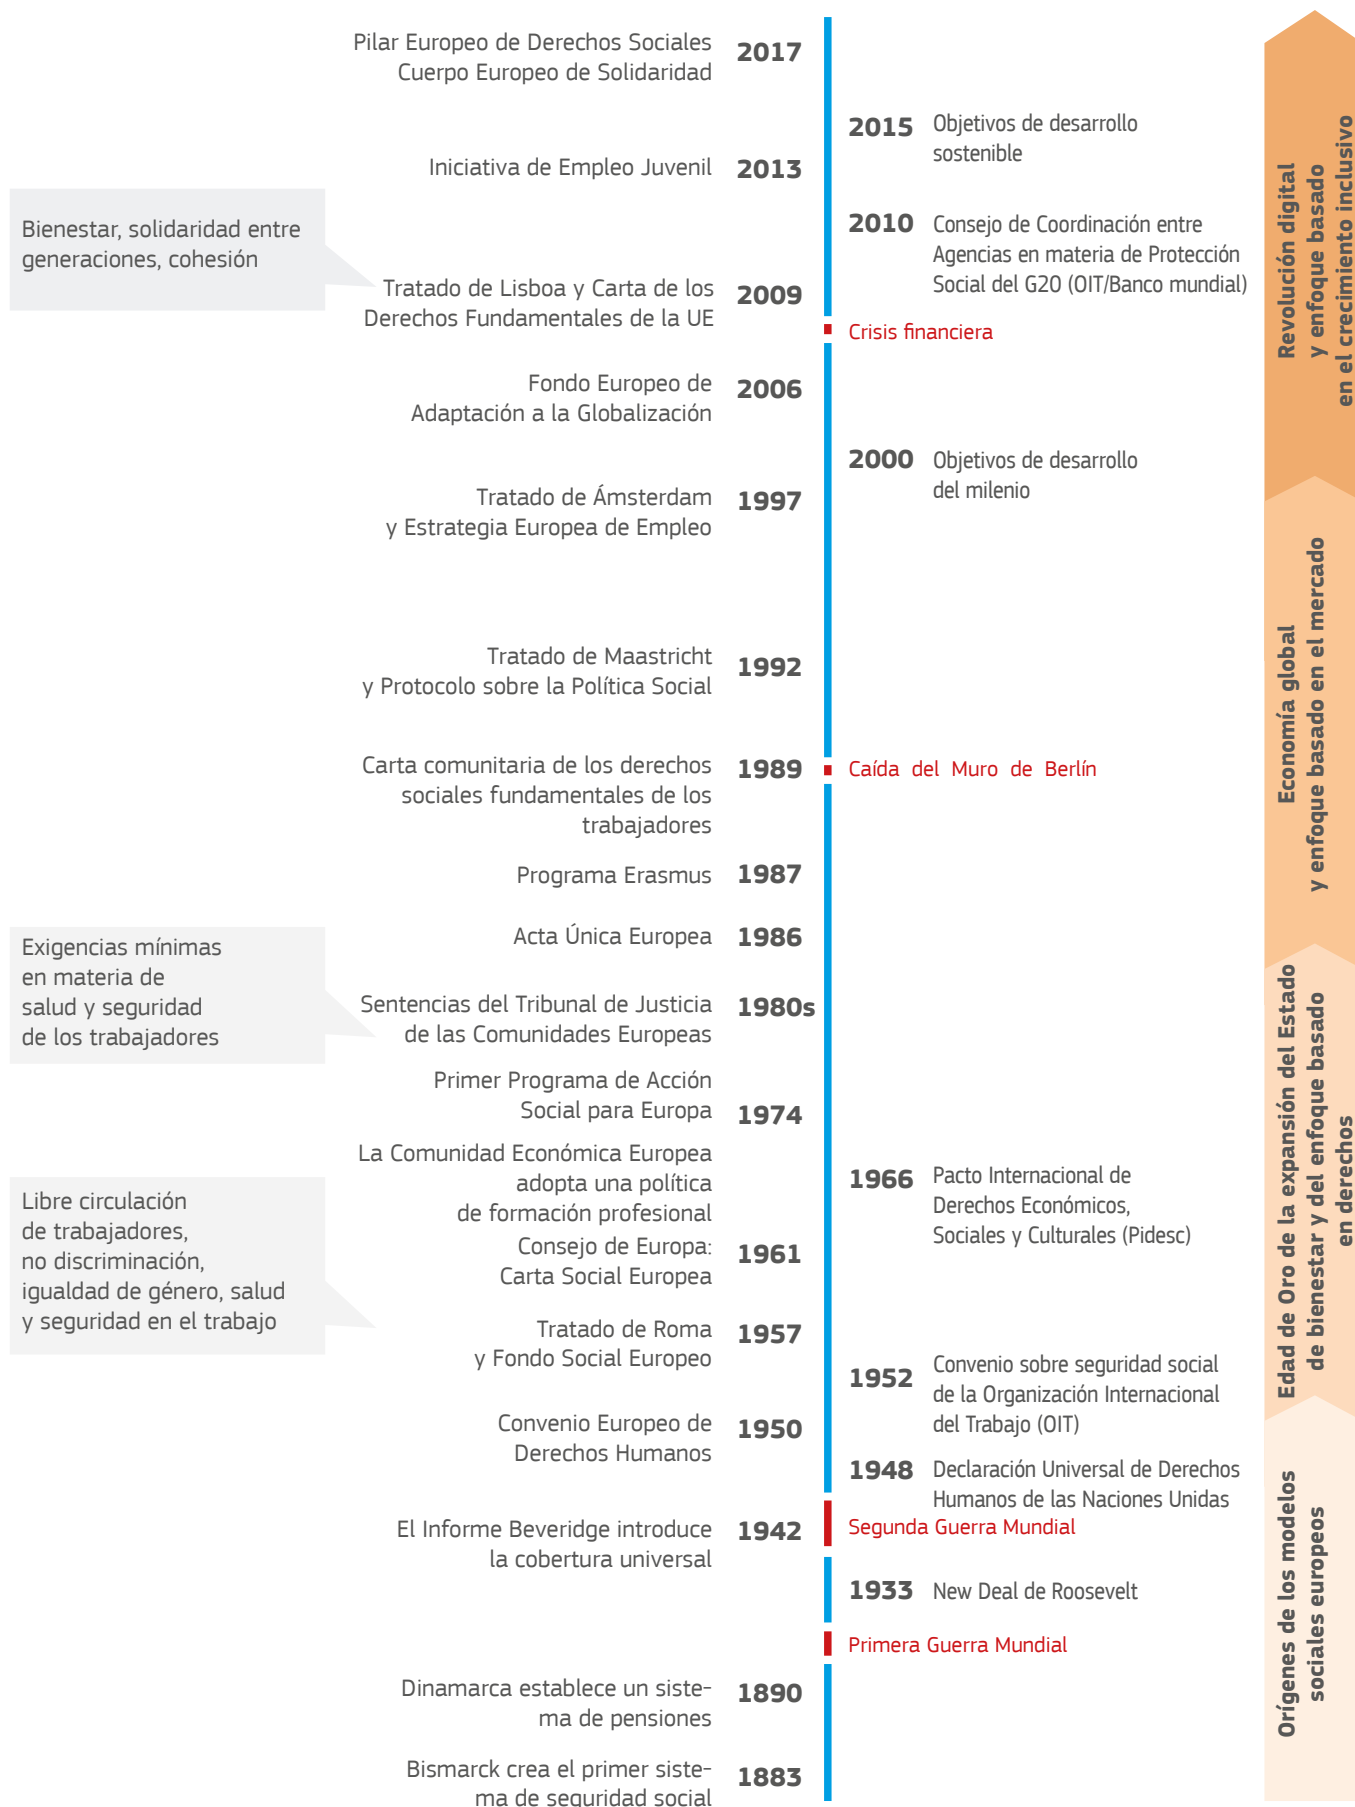 Pilar Europeo de Derechos Sociales
Cuerpo Europeo de Solidaridad
2017
2015
Objetivos de desarrollo
sostenible
Iniciativa de Empleo Juvenil
2013
Bienestar, solidaridad entre
generaciones, cohesión
2010
Consejo de Coordinación entre
Agencias en materia de Protección
Social del G20 (OIT/Banco mundial)
Tratado de Lisboa y Carta de los
Derechos Fundamentales de la UE
2009
Crisis financiera
Fondo Europeo de
Adaptación a la Globalización
2006
2000
Objetivos de desarrollo
del milenio
Tratado de Ámsterdam
y Estrategia Europea de Empleo
1997
Tratado de Maastricht
y Protocolo sobre la Política Social
1992
Carta comunitaria de los derechos
sociales fundamentales de los
trabajadores
1989
Caída del Muro de Berlín
Programa Erasmus
1987
Acta Única Europea
1986
Exigencias mínimas
en materia de
salud y seguridad
de los trabajadores
Sentencias del Tribunal de Justicia
de las Comunidades Europeas
1980s
Primer Programa de Acción
Social para Europa
1974
La Comunidad Económica Europea
adopta una política
de formación profesional
1966
Pacto Internacional de
Derechos Económicos,
Sociales y Culturales (Pidesc)
Libre circulación
de trabajadores,
no discriminación,
igualdad de género, salud
y seguridad en el trabajo
Consejo de Europa:
Carta Social Europea
1961
Tratado de Roma
y Fondo Social Europeo
1957
1952
Convenio sobre seguridad social
de la Organización Internacional
del Trabajo (OIT)
Convenio Europeo de
Derechos Humanos
1950
1948
Declaración Universal de Derechos
Humanos de las Naciones Unidas
El Informe Beveridge introduce
la cobertura universal
1942
Segunda Guerra Mundial
1933
New Deal de Roosevelt
Primera Guerra Mundial
Dinamarca establece un siste-
ma de pensiones
1890
Bismarck crea el primer siste-
ma de seguridad social
1883
Revolución digital
y enfoque basado
en el crecimiento inclusivo
Economía global
y enfoque basado en el mercado
Edad de Oro de la expansión del Estado
de bienestar y del enfoque basado
en derechos
Orígenes de los modelos
sociales europeos